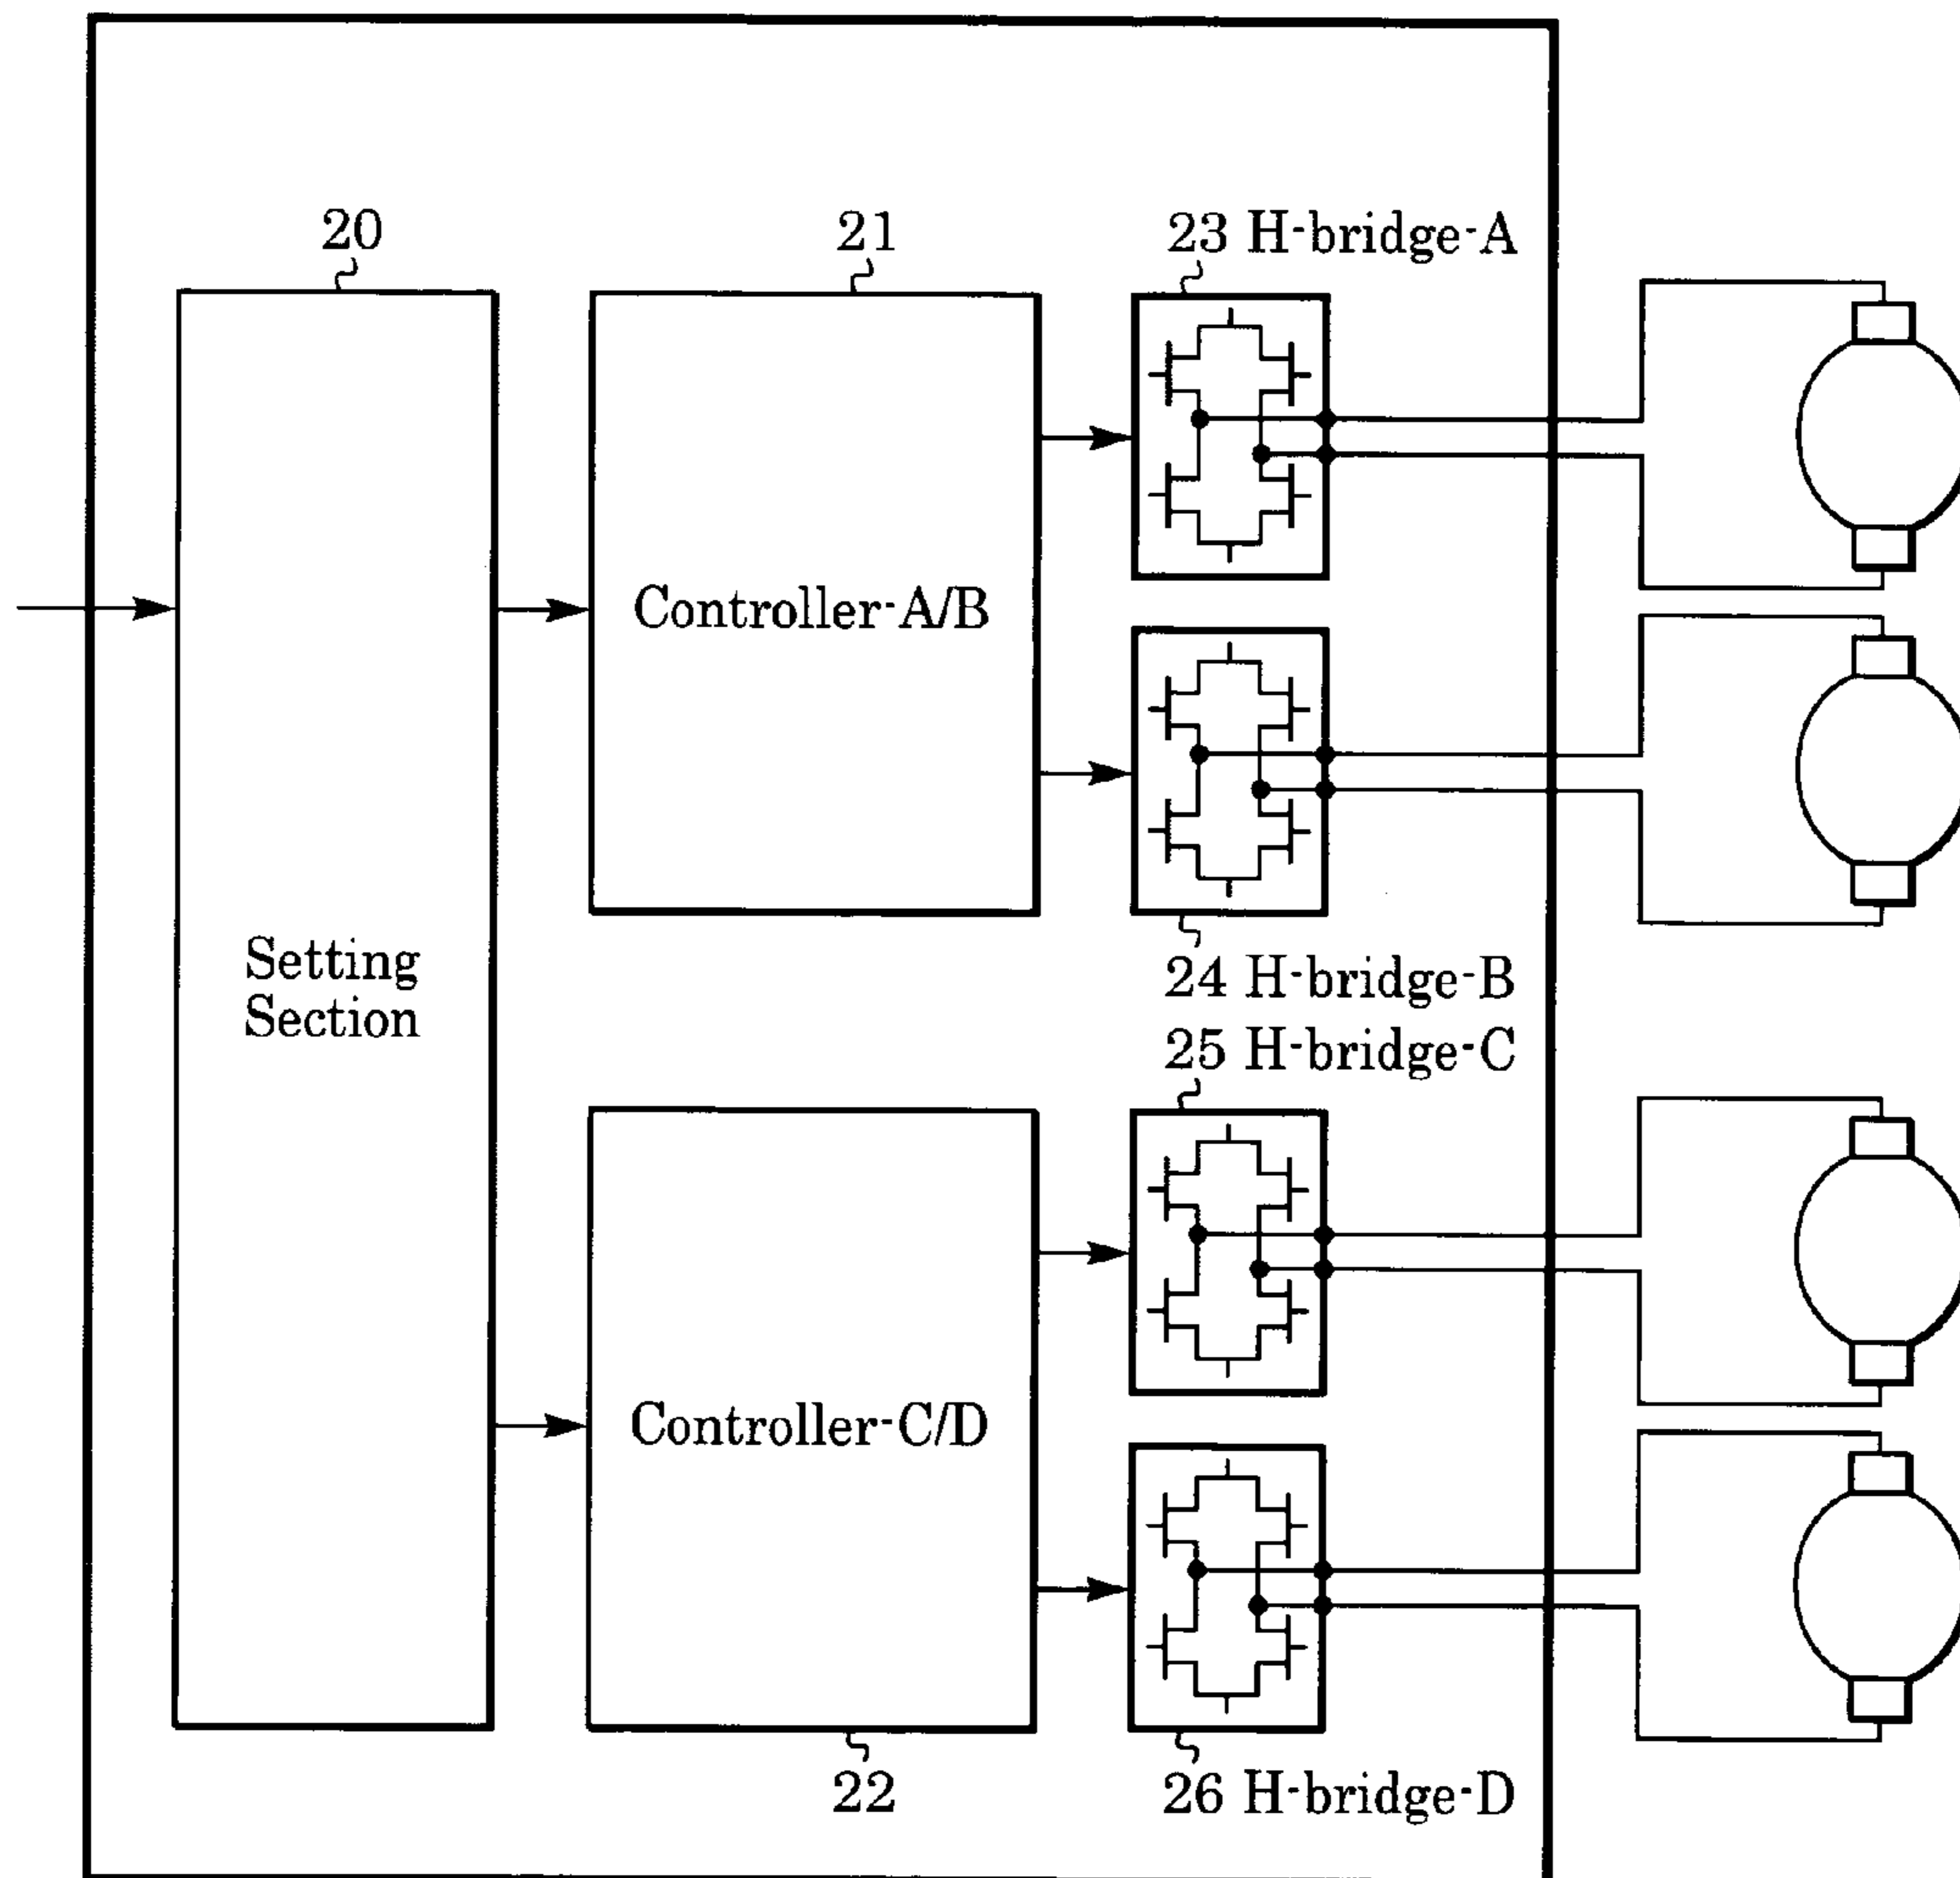 20
21
23 H-bridge-A
Controller-A/B
Setting
Section
24 H-bridge-B
25 H-bridge-C
Controller-C/D
22
26 H-bridge-D